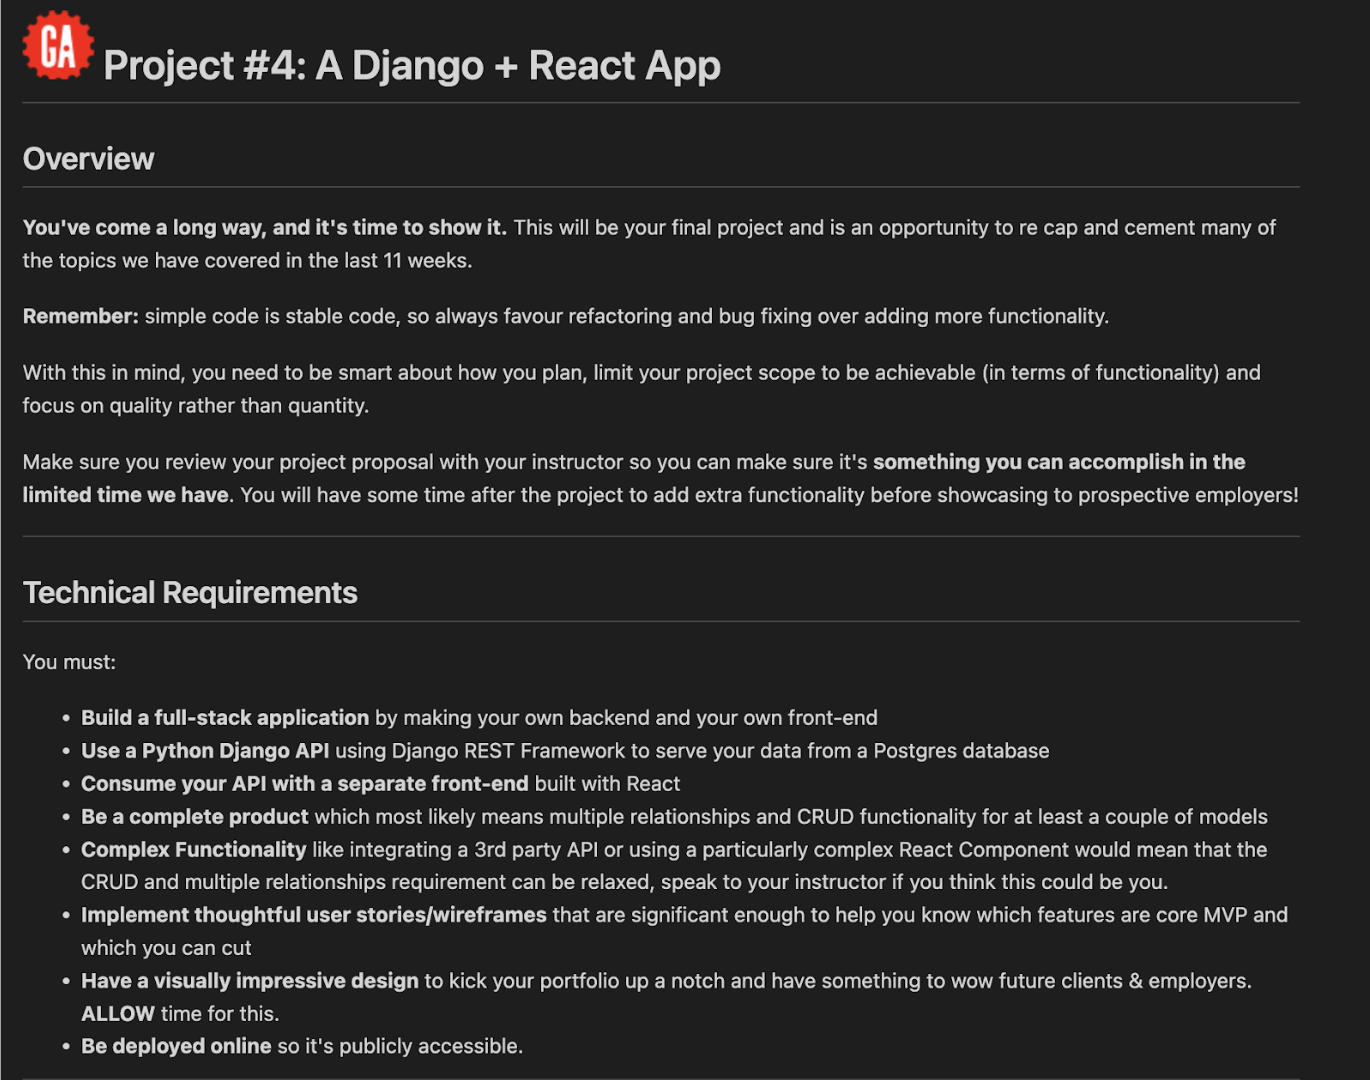 GA
Project #4: A Django + React App
Overview
You've come a long way, and it's time to show it. This will be your final project and is an opportunity to re cap and cement many of
the topics we have covered in the last 11 weeks.
Remember: simple code is stable code, so always favour refactoring and bug fixing over adding more functionality.
With this in mind, you need to be smart about how you plan, limit your project scope to be achievable (in terms of functionality) and
focus on quality rather than quantity.
Make sure you review your project proposal with your instructor so you can make sure it's something you can accomplish in the
limited time we have. You will have some time after the project to add extra functionality before showcasing to prospective employers!
Technical Requirements
You must:
• Build a full-stack application by making your own backend and your own front-end
• Use a Python Django API using Django REST Framework to serve your data from a Postgres database
• Consume your API with a separate front-end built with React
• Be a complete product which most likely means multiple relationships and CRUD functionality for at least a couple of models
• Complex Functionality like integrating a 3rd party API or using a particularly complex React Component would mean that the
CRUD and multiple relationships requirement can be relaxed, speak to your instructor if you think this could be you.
• Implement thoughtful user stories/wireframes that are significant enough to help you know which features are core MVP and
which you can cut
• Have a visually impressive design to kick your portfolio up a notch and have something to wow future clients & employers.
ALLOW time for this.
• Be deployed online so it's publicly accessible.